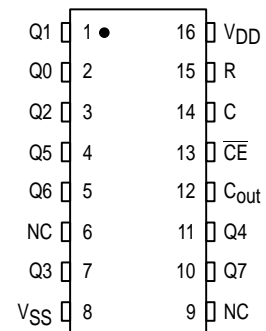 Q1 1 16 VDD
Q0 2 15 R
Q2 3 14 C
Q5 4 13 C̅E̅
Q6 5 12 Cout
NC 6 11 Q4
Q3 7 10 Q7
VSS 8 9 NC